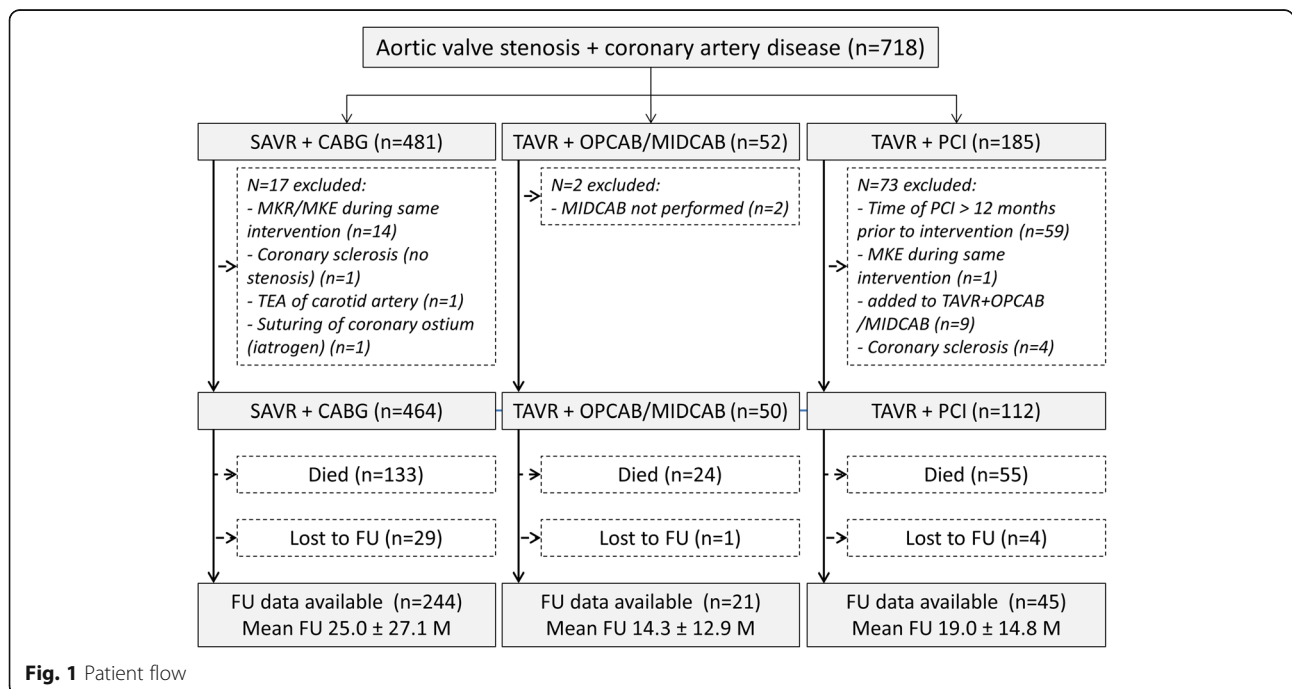 Aortic valve stenosis + coronary artery disease (n=718)
SAVR + CABG (n=481)
TAVR + OPCAB/MIDCAB (n=52)
TAVR + PCI (n=185)
N=17 excluded:
- MKR/MKE during same
intervention (n=14)
- Coronary sclerosis (no
stenosis) (n=1)
- TEA of carotid artery (n=1)
- Suturing of coronary ostium
(iatrogen) (n=1)
N=2 excluded:
- MIDCAB not performed (n=2)
N=73 excluded:
- Time of PCI > 12 months
prior to intervention (n=59)
- MKE during same
intervention (n=1)
- added to TAVR+OPCAB
/MIDCAB (n=9)
- Coronary sclerosis (n=4)
SAVR + CABG (n=464)
TAVR + OPCAB/MIDCAB (n=50)
TAVR + PCI (n=112)
Died (n=133)
Died (n=24)
Died (n=55)
Lost to FU (n=29)
Lost to FU (n=1)
Lost to FU (n=4)
FU data available (n=244)
Mean FU 25.0 ± 27.1 M
FU data available (n=21)
Mean FU 14.3 ± 12.9 M
FU data available (n=45)
Mean FU 19.0 ± 14.8 M
Fig. 1 Patient flow